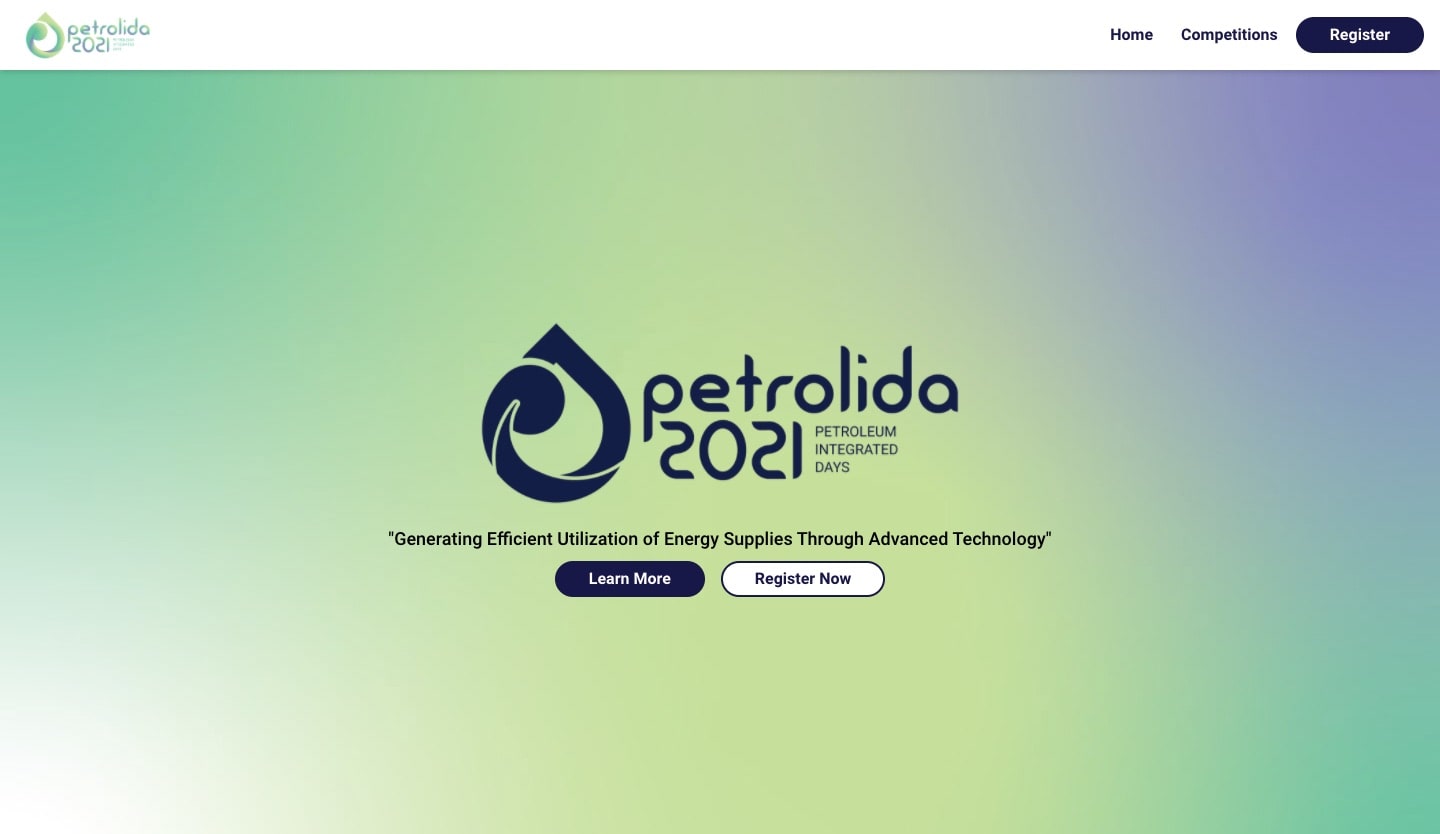 petrolida
2021
Home
Competitions
Register
petrolida
2021
PETROLEUM
INTEGRATED
DAYS
"Generating Efficient Utilization of Energy Supplies Through Advanced Technology"
Learn More
Register Now